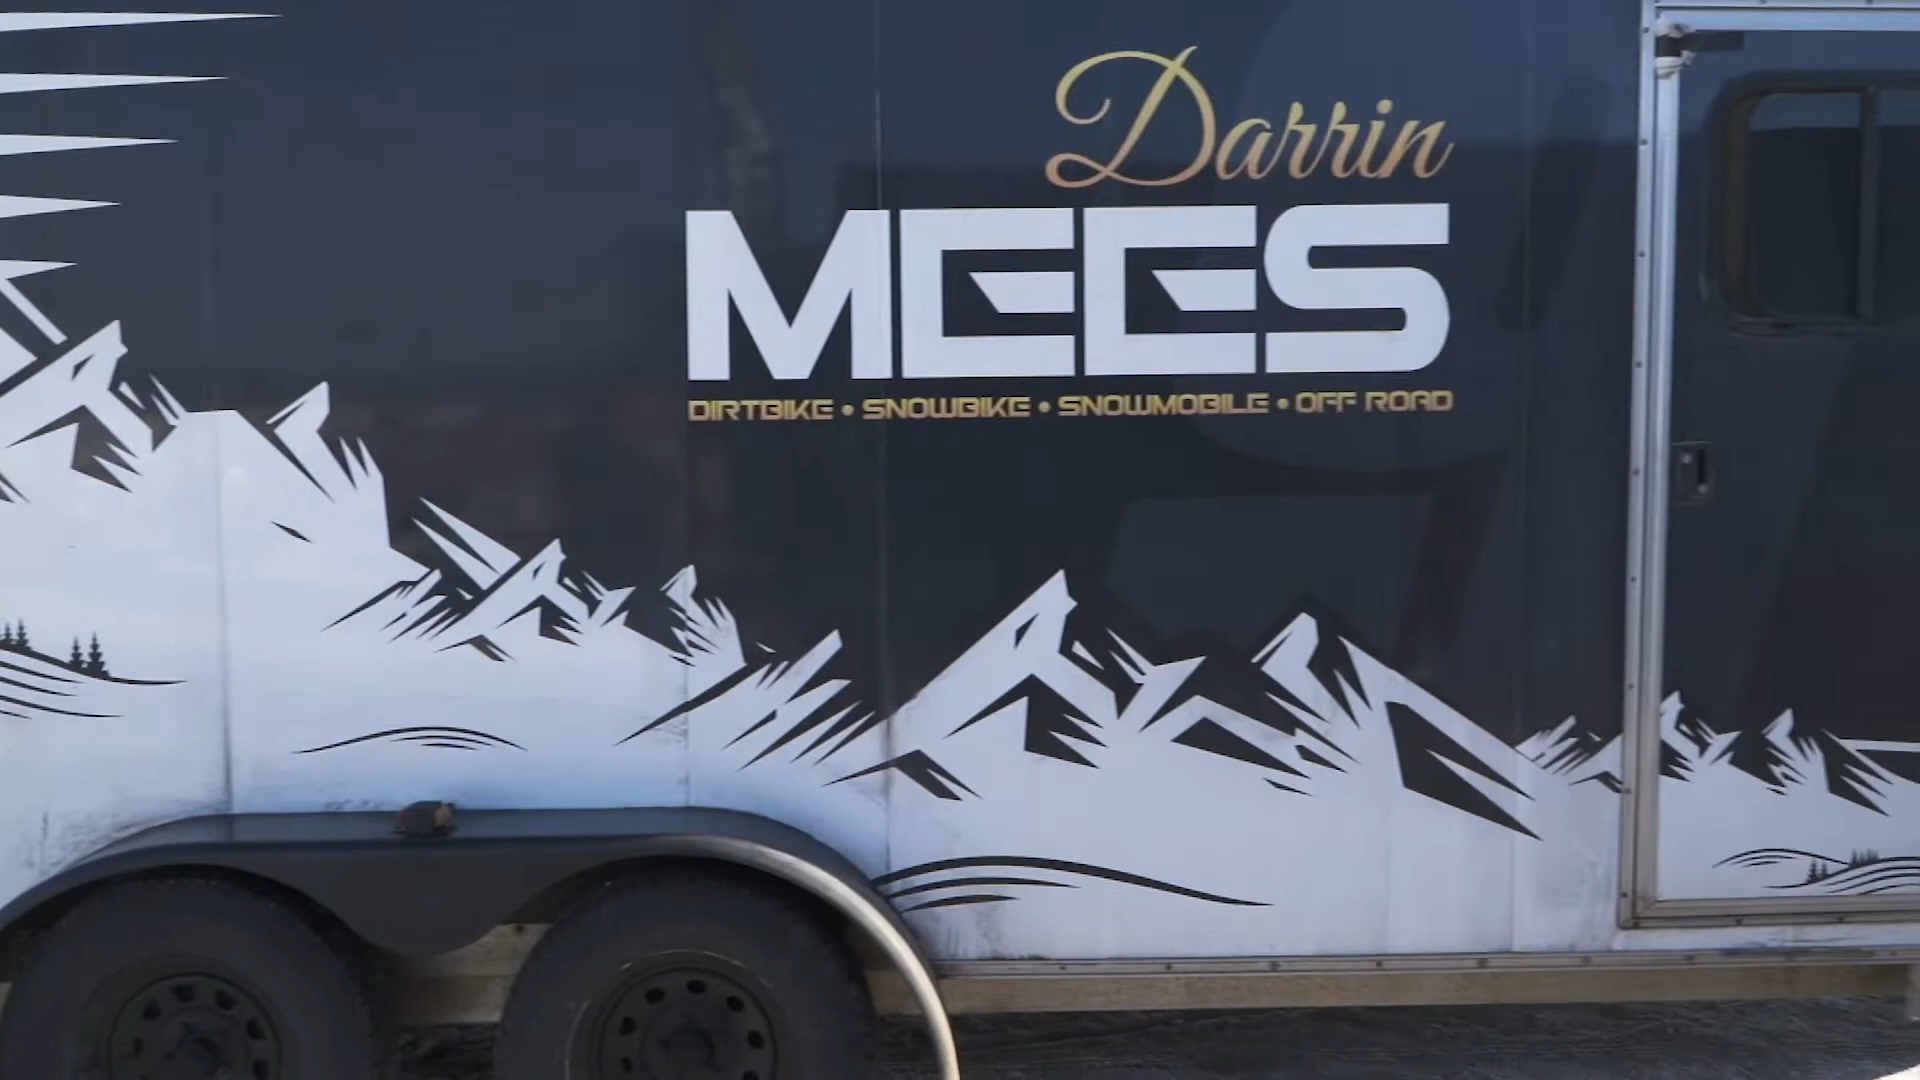 Darrin
MEES
DIRTBIKE • SNOWBIKE • SNOWMOBILE • OFF ROAD